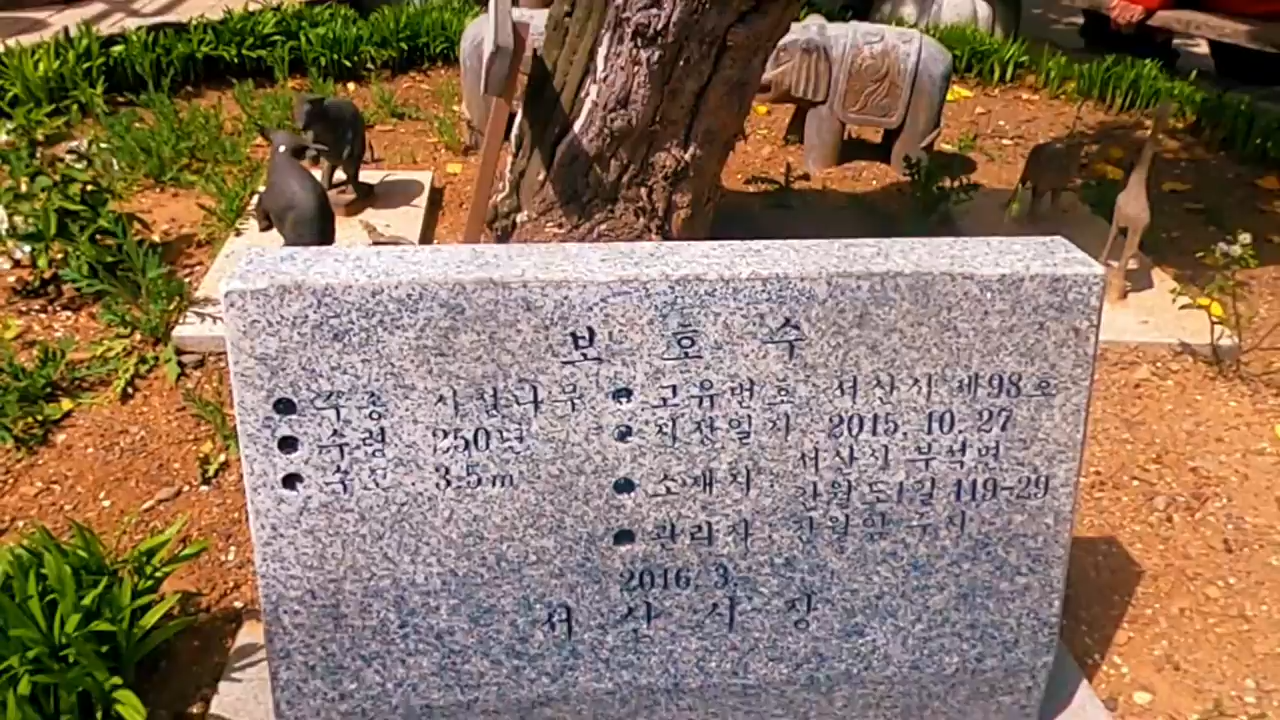 보 호 수
● 수종 : 사철나무 ● 고유번호 : 서산시 제98호
● 수령 : 250년 ● 지정일자 : 2015. 10. 27
● 수고 : 3.5m ● 소재지 : 서산시 부석면
간월도1길 119-29
● 관리자 : 간월암 주지
2016. 3.
서 산 시 장